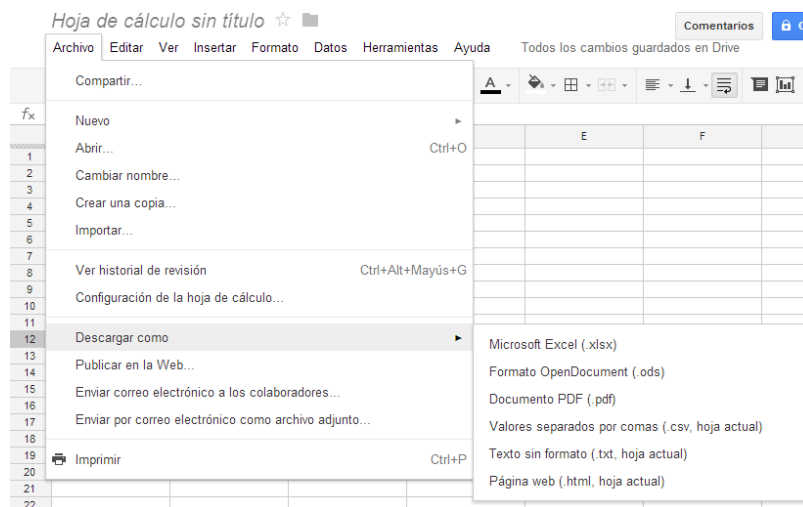 Hoja de cálculo sin título
Comentarios
Archivo Editar Ver Insertar Formato Datos Herramientas Ayuda Todos los cambios guardados en Drive
Compartir...
A
fx
Nuevo
Abrir... Ctrl+O
Cambiar nombre...
Crear una copia...
Importar...
Ver historial de revisión Ctrl+Alt+Mayús+G
Configuración de la hoja de cálculo...
Descargar como
Publicar en la Web...
Enviar correo electrónico a los colaboradores...
Enviar por correo electrónico como archivo adjunto...
Imprimir Ctrl+P
Microsoft Excel (.xlsx)
Formato OpenDocument (.ods)
Documento PDF (.pdf)
Valores separados por comas (.csv, hoja actual)
Texto sin formato (.txt, hoja actual)
Página web (.html, hoja actual)
E F
1
2
3
4
5
6
7
8
9
10
11
12
13
14
15
16
17
18
19
20
21
22